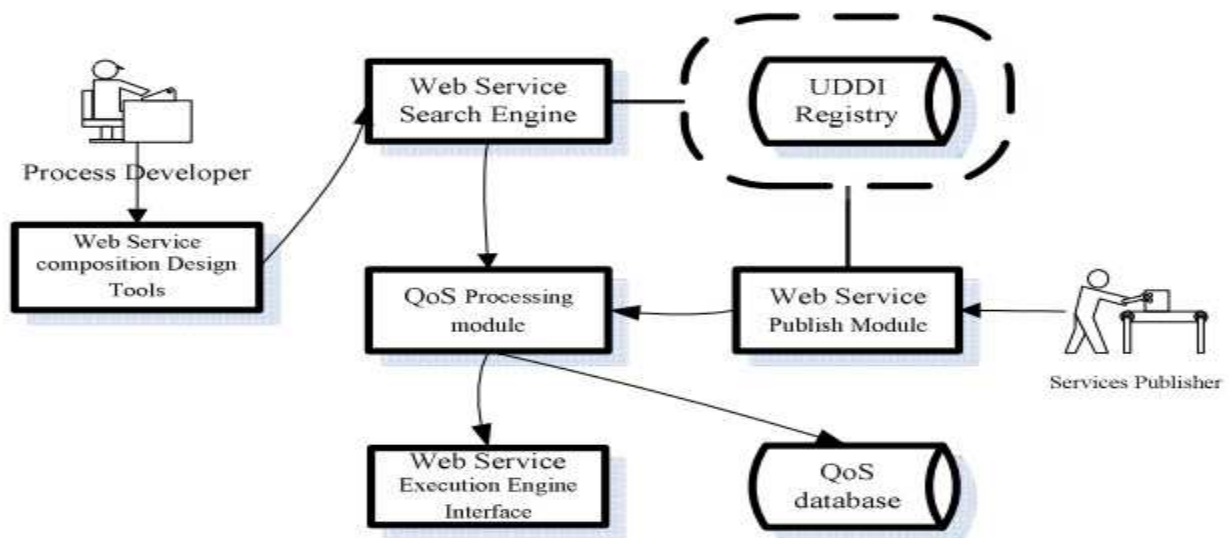 Web Service
Search Engine
UDDI
Registry
Process Developer
Web Service
composition Design
Tools
QoS Processing
module
Web Service
Publish Module
Services Publisher
Web Service
Execution Engine
Interface
QoS
database